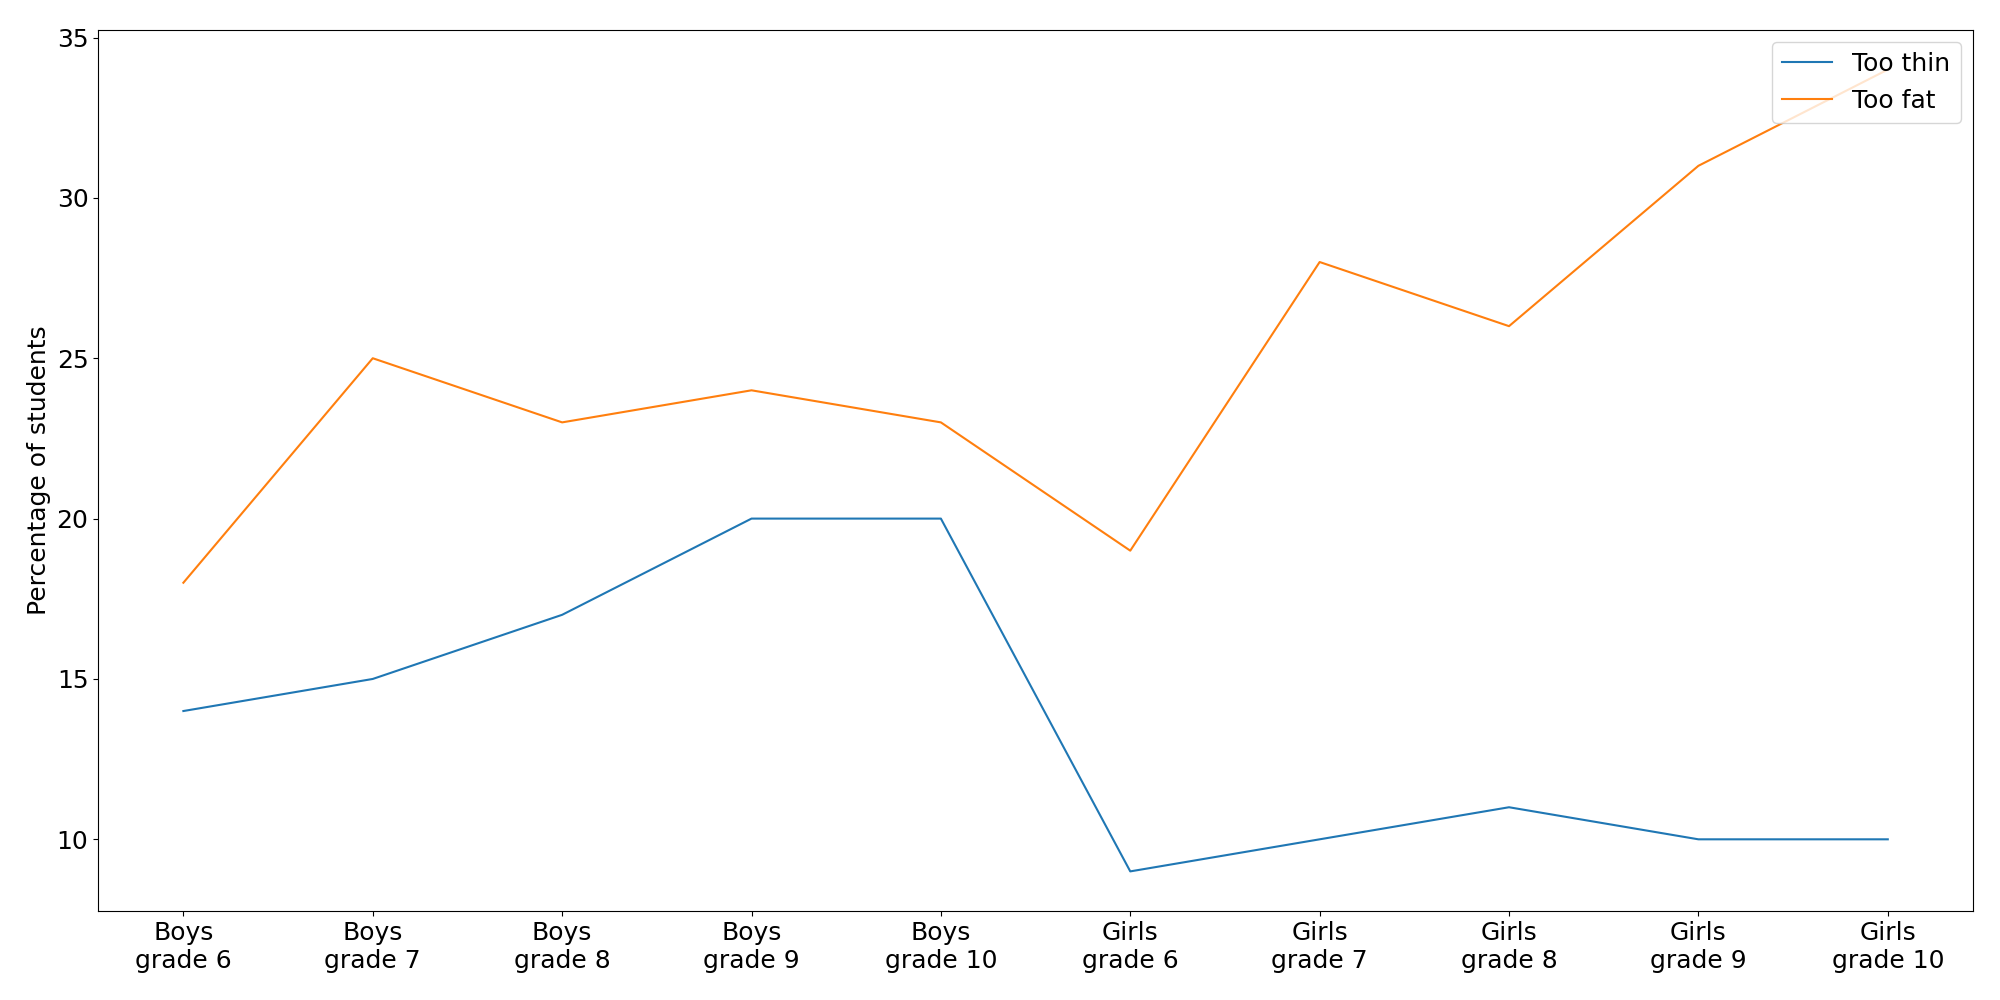 35
30
25
20
15
10
Percentage of students
Too thin
Too fat
Boys
grade 6
Boys
grade 7
Boys
grade 8
Boys
grade 9
Boys
grade 10
Girls
grade 6
Girls
grade 7
Girls
grade 8
Girls
grade 9
Girls
grade 10